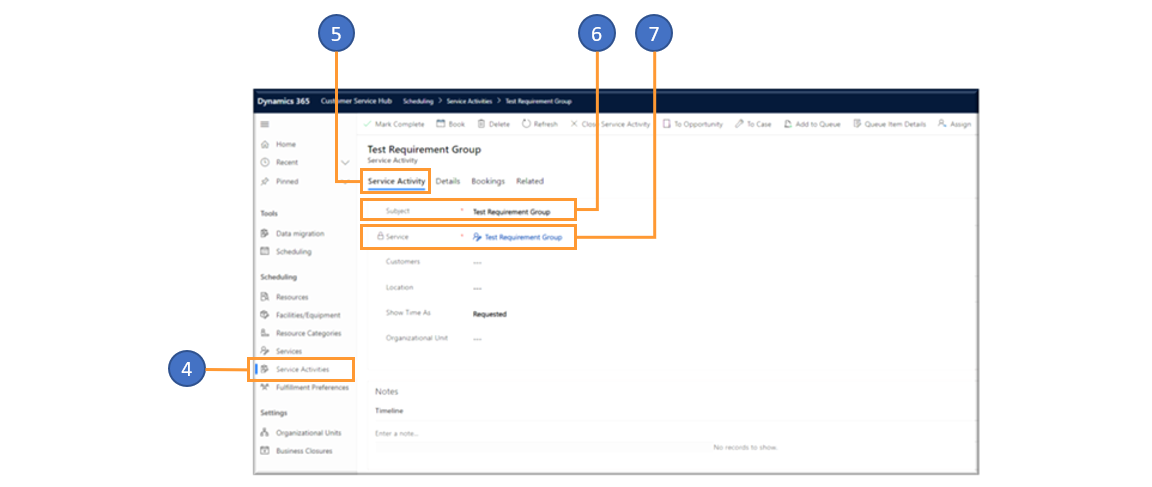 5
6
7
Dynamics 365 Customer Service Hub Scheduling > Service Activities > Test Requirement Group
Mark Complete Book Delete Refresh Service Activity To Opportunity To Case Add to Queue Queue Item Details Assign
Home
Recent
Pinned
Test Requirement Group
Service Activity
Service Activity Details Bookings Related
Tools
Data migration
Scheduling
Scheduling
Resources
Facilities/Equipment
Resource Categories
Services
4
Service Activities
Fulfillment Preferences
Settings
Organizational Units
Business Closures
Subject * Test Requirement Group
Service * Test Requirement Group
Customers ---
Location ---
Show Time As Requested
Organizational Unit ---
Notes
Timeline
Enter a note...
No records to show.